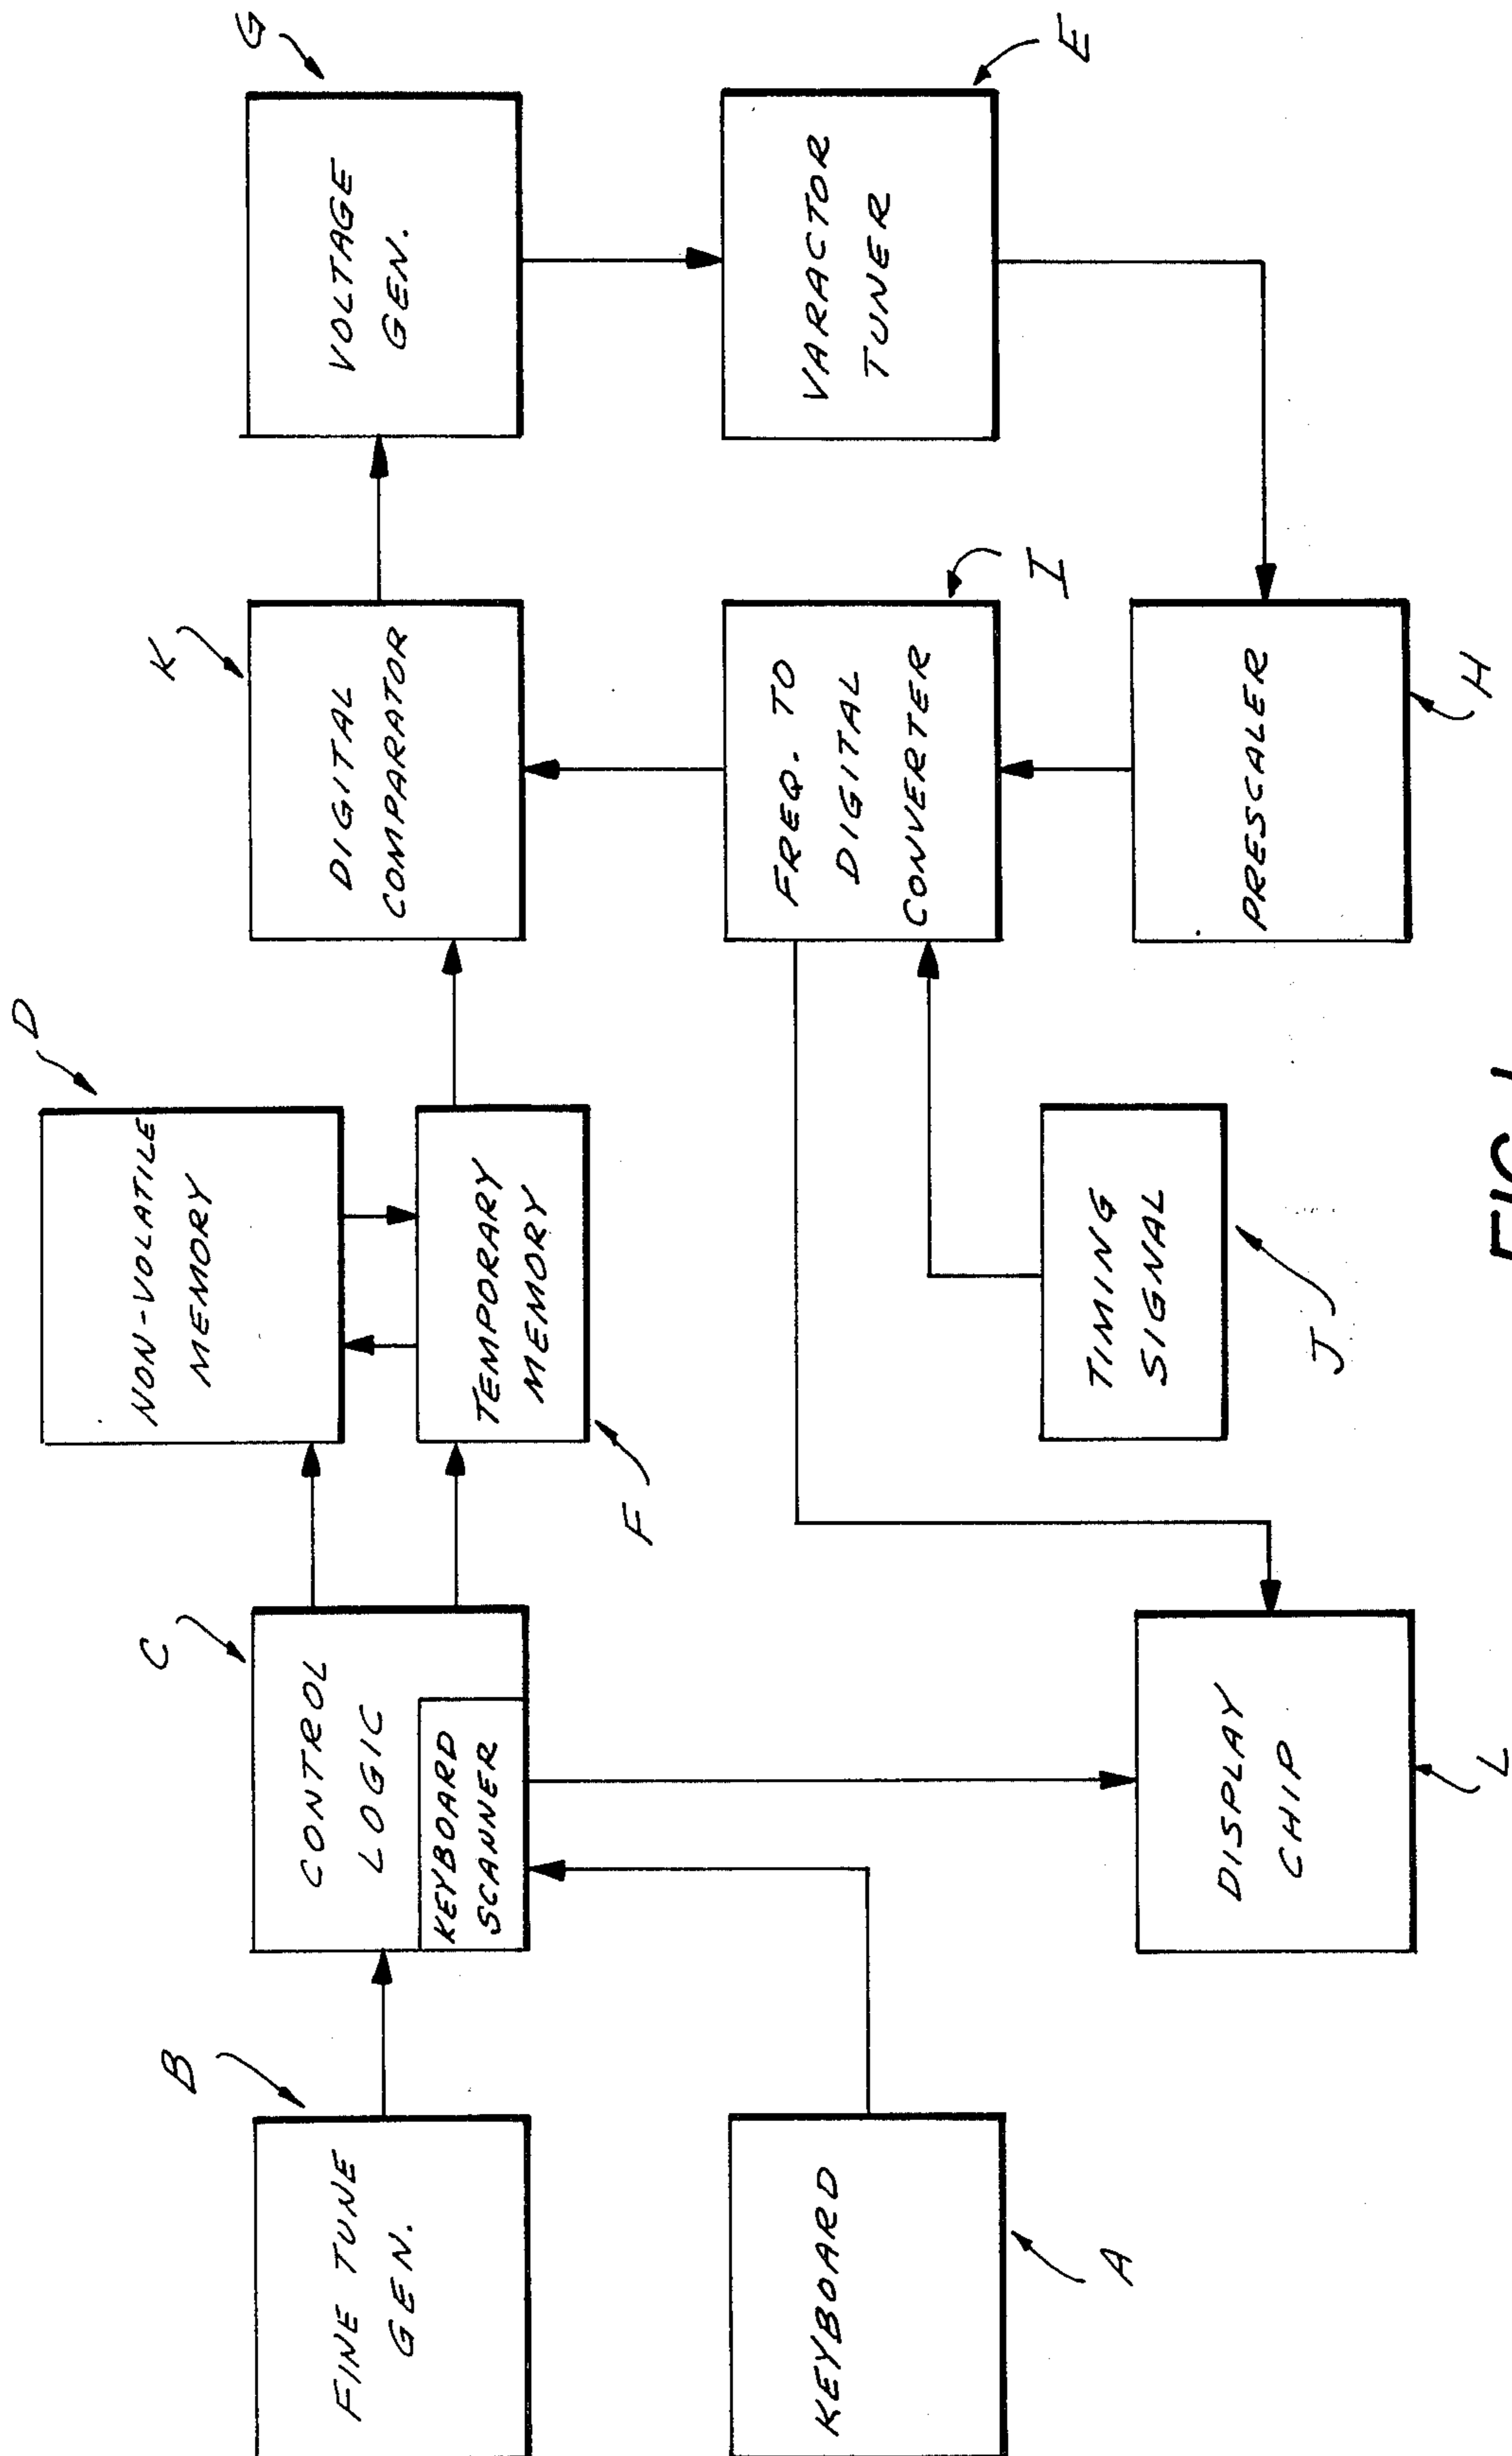 D
NON-VOLATILE
MEMORY
B
FINE TUNE
GEN.
C
CONTROL
LOGIC
KEYBOARD
SCANNER
TEMPORARY
MEMORY
F
K
DIGITAL
COMPARATOR
G
VOLTAGE
GEN.
KEYBOARD
A
FREQ. TO
DIGITAL
CONVERTER
I
VARACTOR
TUNER
E
TIMING
SIGNAL
J
DISPLAY
CHIP
L
PRESCALER
H